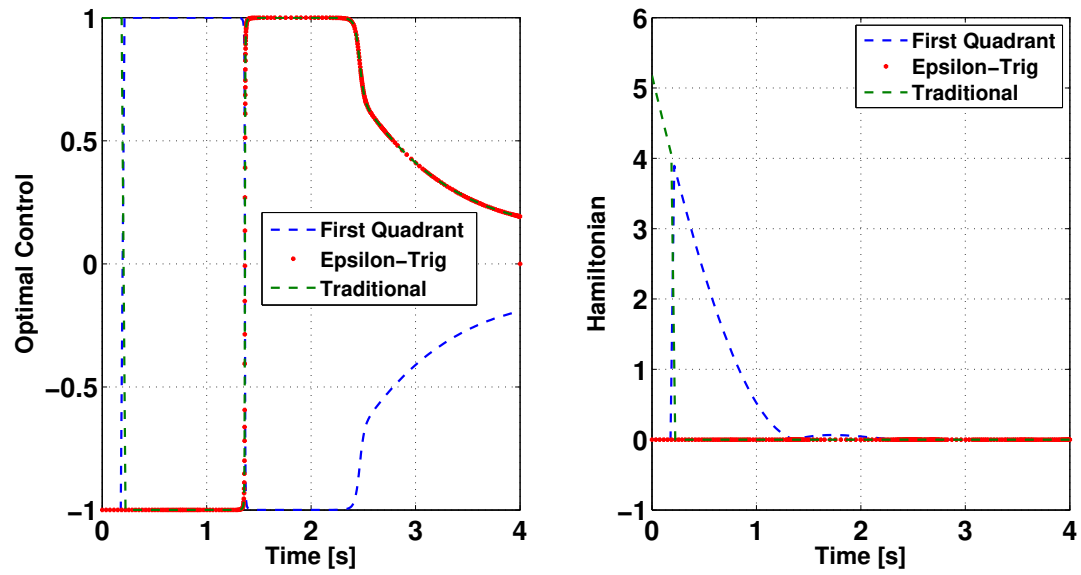 1
0.5
0
−0.5
−1
Optimal Control
0
1
2
3
4
Time [s]
First Quadrant
Epsilon−Trig
Traditional
6
5
4
3
2
1
0
−1
Hamiltonian
0
1
2
3
4
Time [s]
First Quadrant
Epsilon−Trig
Traditional